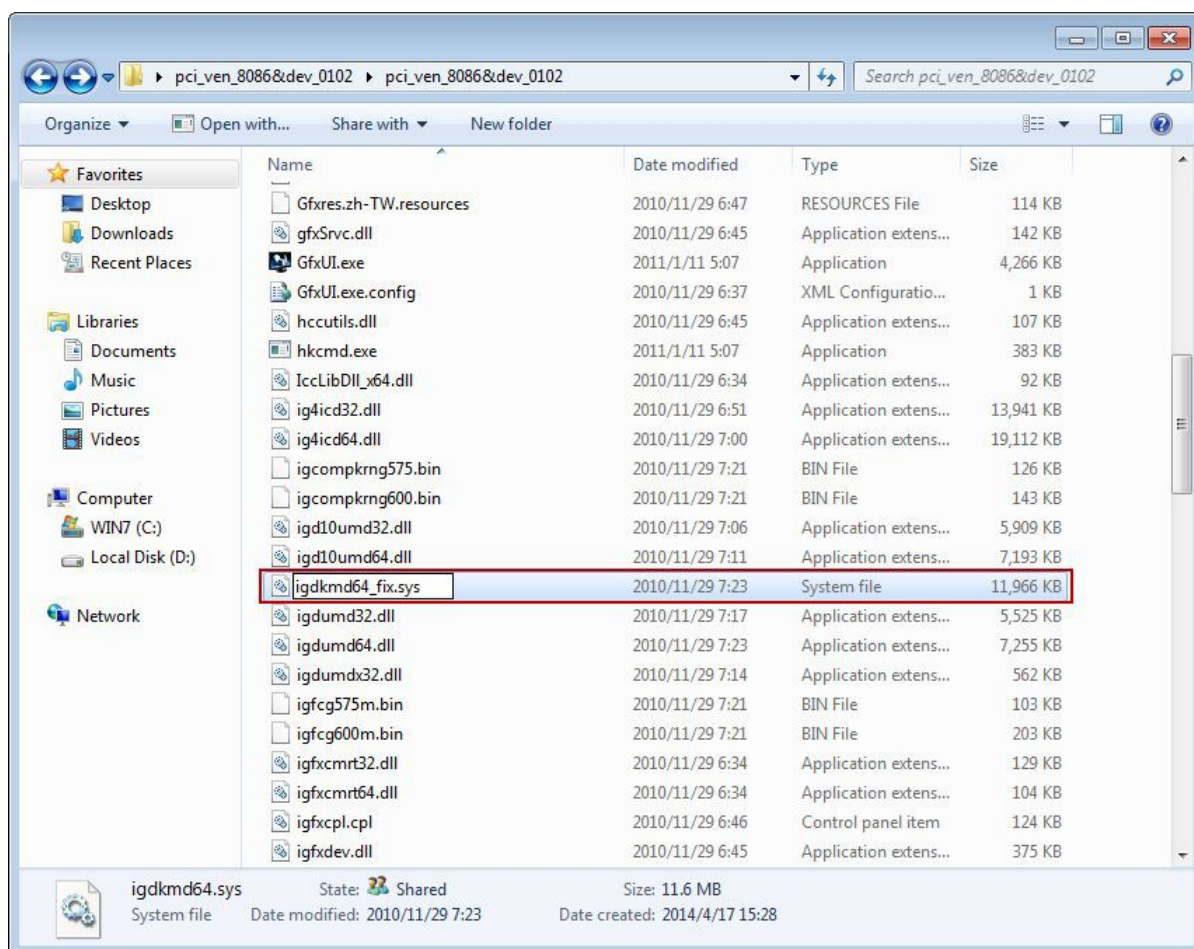 pci_ven_8086&dev_0102 pci_ven_8086&dev_0102 Search pci_ven_8086&dev_0102
Organize Open with... Share with New folder
Favorites
Desktop
Downloads
Recent Places
Libraries
Documents
Music
Pictures
Videos
Computer
WIN7 (C:)
Local Disk (D:)
Network
Name Date modified Type Size
Gfxres.zh-TW.resources 2010/11/29 6:47 RESOURCES File 114 KB
gfxSrvc.dll 2010/11/29 6:45 Application extens... 142 KB
GfxUI.exe 2011/1/11 5:07 Application 4,266 KB
GfxUI.exe.config 2010/11/29 6:37 XML Configuratio... 1 KB
hccutils.dll 2010/11/29 6:45 Application extens... 107 KB
hkcmd.exe 2011/1/11 5:07 Application 383 KB
IccLibDll_x64.dll 2010/11/29 6:34 Application extens... 92 KB
ig4icd32.dll 2010/11/29 6:51 Application extens... 13,941 KB
ig4icd64.dll 2010/11/29 7:00 Application extens... 19,112 KB
igcompkrng575.bin 2010/11/29 7:21 BIN File 126 KB
igcompkrng600.bin 2010/11/29 7:21 BIN File 143 KB
igd10umd32.dll 2010/11/29 7:06 Application extens... 5,909 KB
igd10umd64.dll 2010/11/29 7:11 Application extens... 7,193 KB
igdkmd64_fix.sys 2010/11/29 7:23 System file 11,966 KB
igdumd32.dll 2010/11/29 7:17 Application extens... 5,525 KB
igdumd64.dll 2010/11/29 7:23 Application extens... 7,255 KB
igdumdx32.dll 2010/11/29 7:14 Application extens... 562 KB
igfcg575m.bin 2010/11/29 7:21 BIN File 103 KB
igfcg600m.bin 2010/11/29 7:21 BIN File 203 KB
igfxcmrt32.dll 2010/11/29 6:34 Application extens... 129 KB
igfxcmrt64.dll 2010/11/29 6:34 Application extens... 104 KB
igfxcpl.cpl 2010/11/29 6:46 Control panel item 124 KB
igfxdev.dll 2010/11/29 6:45 Application extens... 375 KB
igdkmd64.sys State: Shared Size: 11.6 MB
System file Date modified: 2010/11/29 7:23 Date created: 2014/4/17 15:28